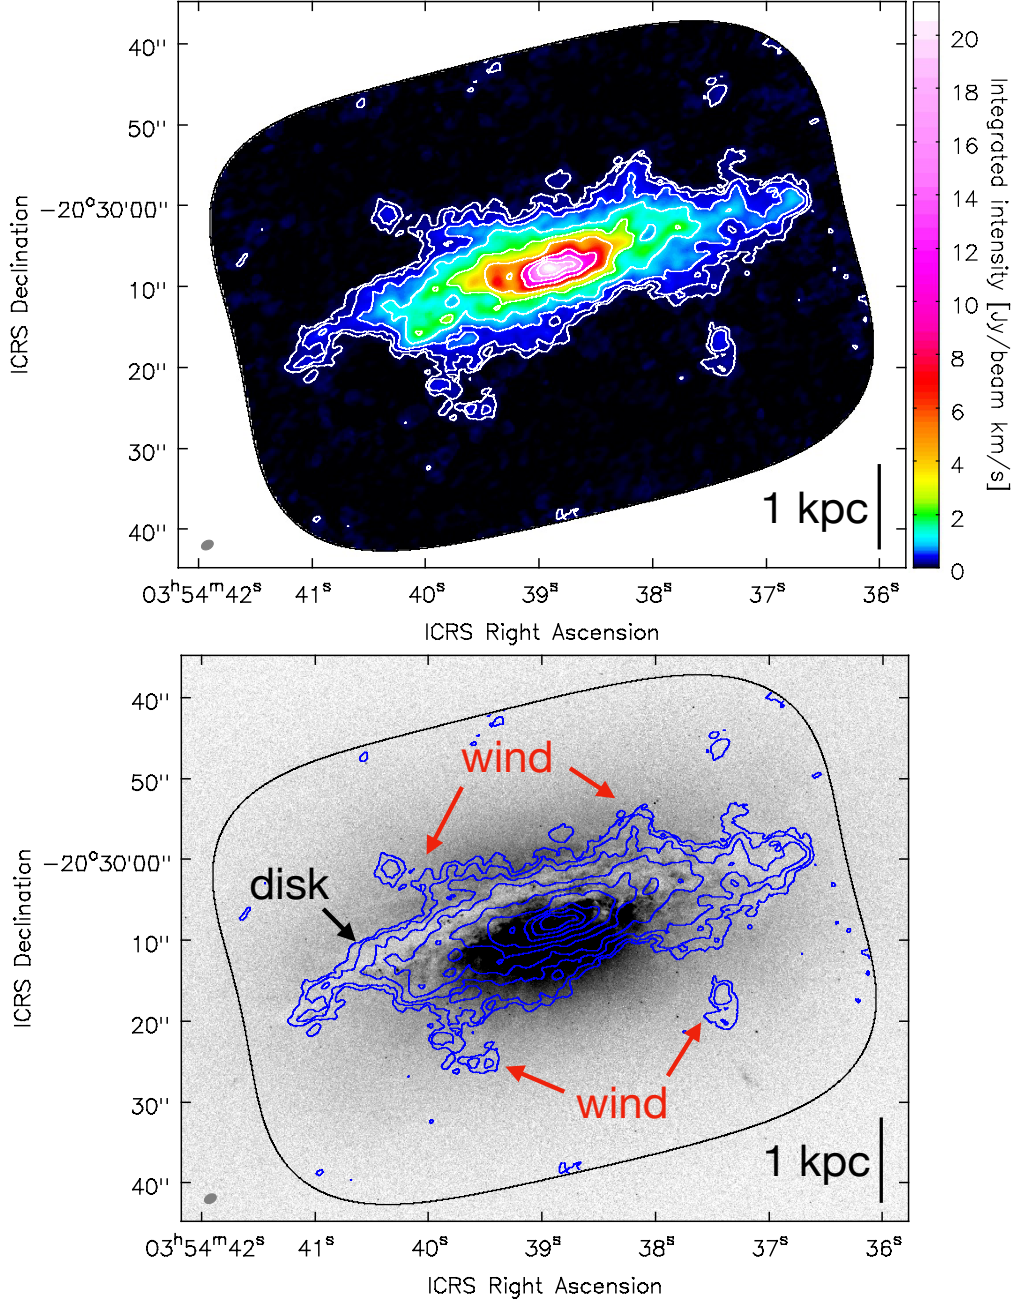 40"
50"
−20°30'00"
10"
20"
30"
40"
ICRS Declination
1 kpc
03ʰ54ᵐ42ˢ 41ˢ 40ˢ 39ˢ 38ˢ 37ˢ 36ˢ
ICRS Right Ascension
20
18
16
14
12
10
8
6
4
2
0
Integrated intensity [Jy/beam km/s]
40"
50"
−20°30'00"
10"
20"
30"
40"
ICRS Declination
wind
disk
wind
1 kpc
03ʰ54ᵐ42ˢ 41ˢ 40ˢ 39ˢ 38ˢ 37ˢ 36ˢ
ICRS Right Ascension